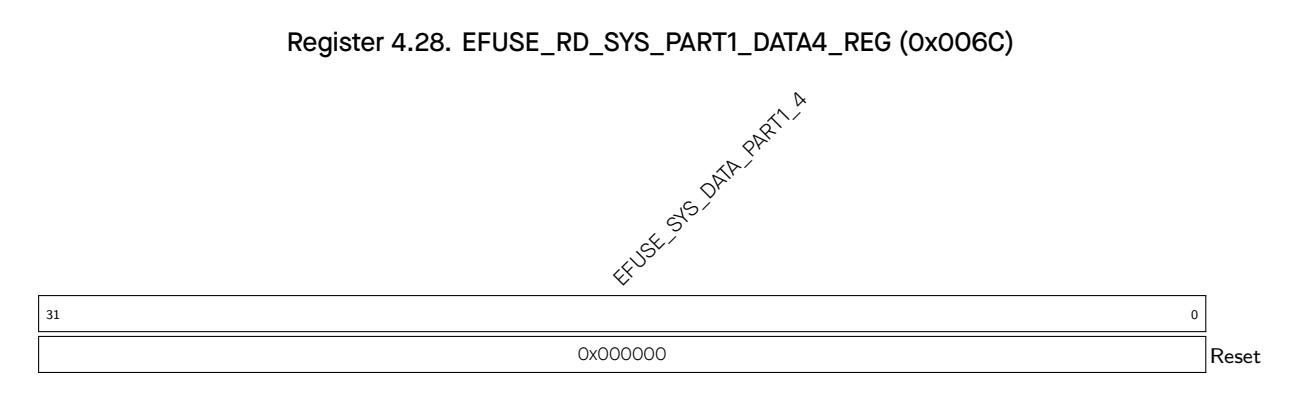 Register 4.28. EFUSE_RD_SYS_PART1_DATA4_REG (0x006C)
EFUSE_SYS_DATA_PART1_4
31 0
0x000000 Reset